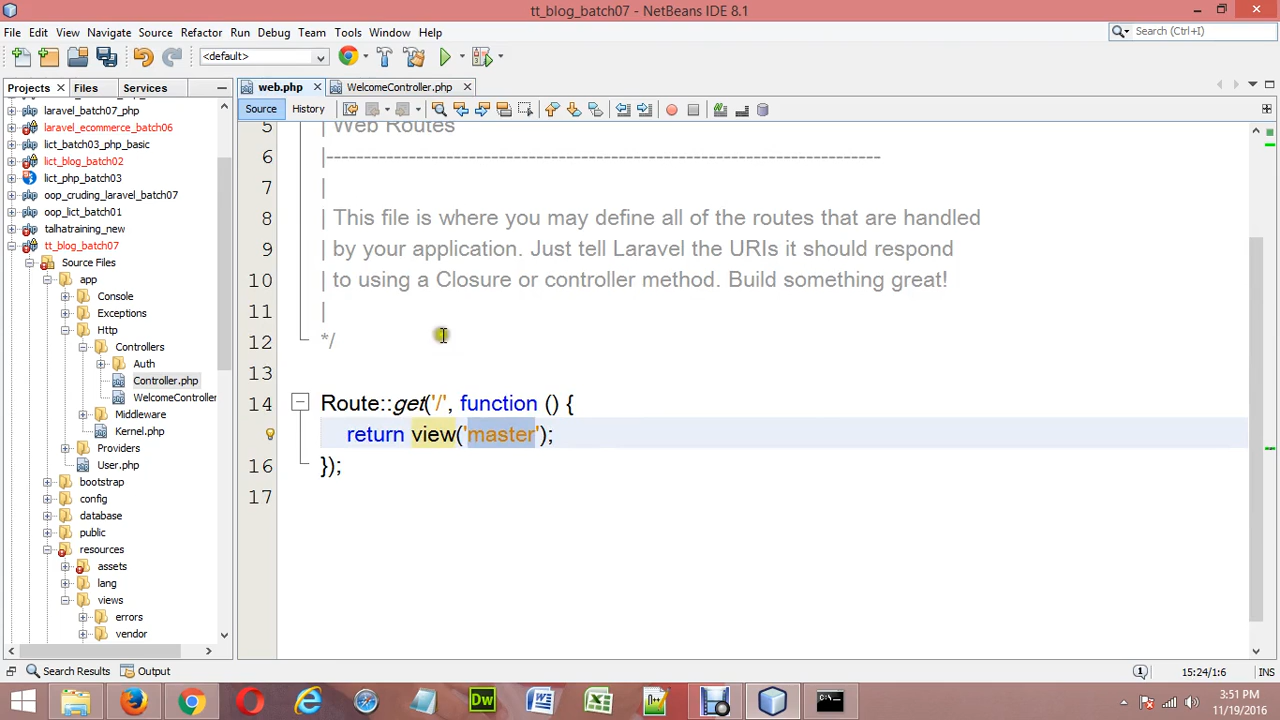 tt_blog_batch07 - NetBeans IDE 8.1
File Edit View Navigate Source Refactor Run Debug Team Tools Window Help
Search (Ctrl+I)
<default>
Projects Files Services
web.php WelcomeController.php
Source History
laravel_batch07_php
laravel_ecommerce_batch06
lict_batch03_php_basic
lict_blog_batch02
lict_php_batch03
oop_cruding_laravel_batch07
oop_lict_batch01
talhatraining_new
tt_blog_batch07
Source Files
app
Console
Exceptions
Http
Controllers
Auth
Controller.php
WelcomeController
Middleware
Kernel.php
Providers
User.php
bootstrap
config
database
public
resources
assets
lang
views
errors
vendor
5 | Web Routes
6 |--------------------------------------------------------------------------
7 |
8 | This file is where you may define all of the routes that are handled
9 | by your application. Just tell Laravel the URIs it should respond
10 | to using a Closure or controller method. Build something great!
11 |
12 */
13
14 Route::get('/', function () {
return view('master');
16 });
17
Search Results Output
1 15:24/1:6 INS
3:51 PM
11/19/2016